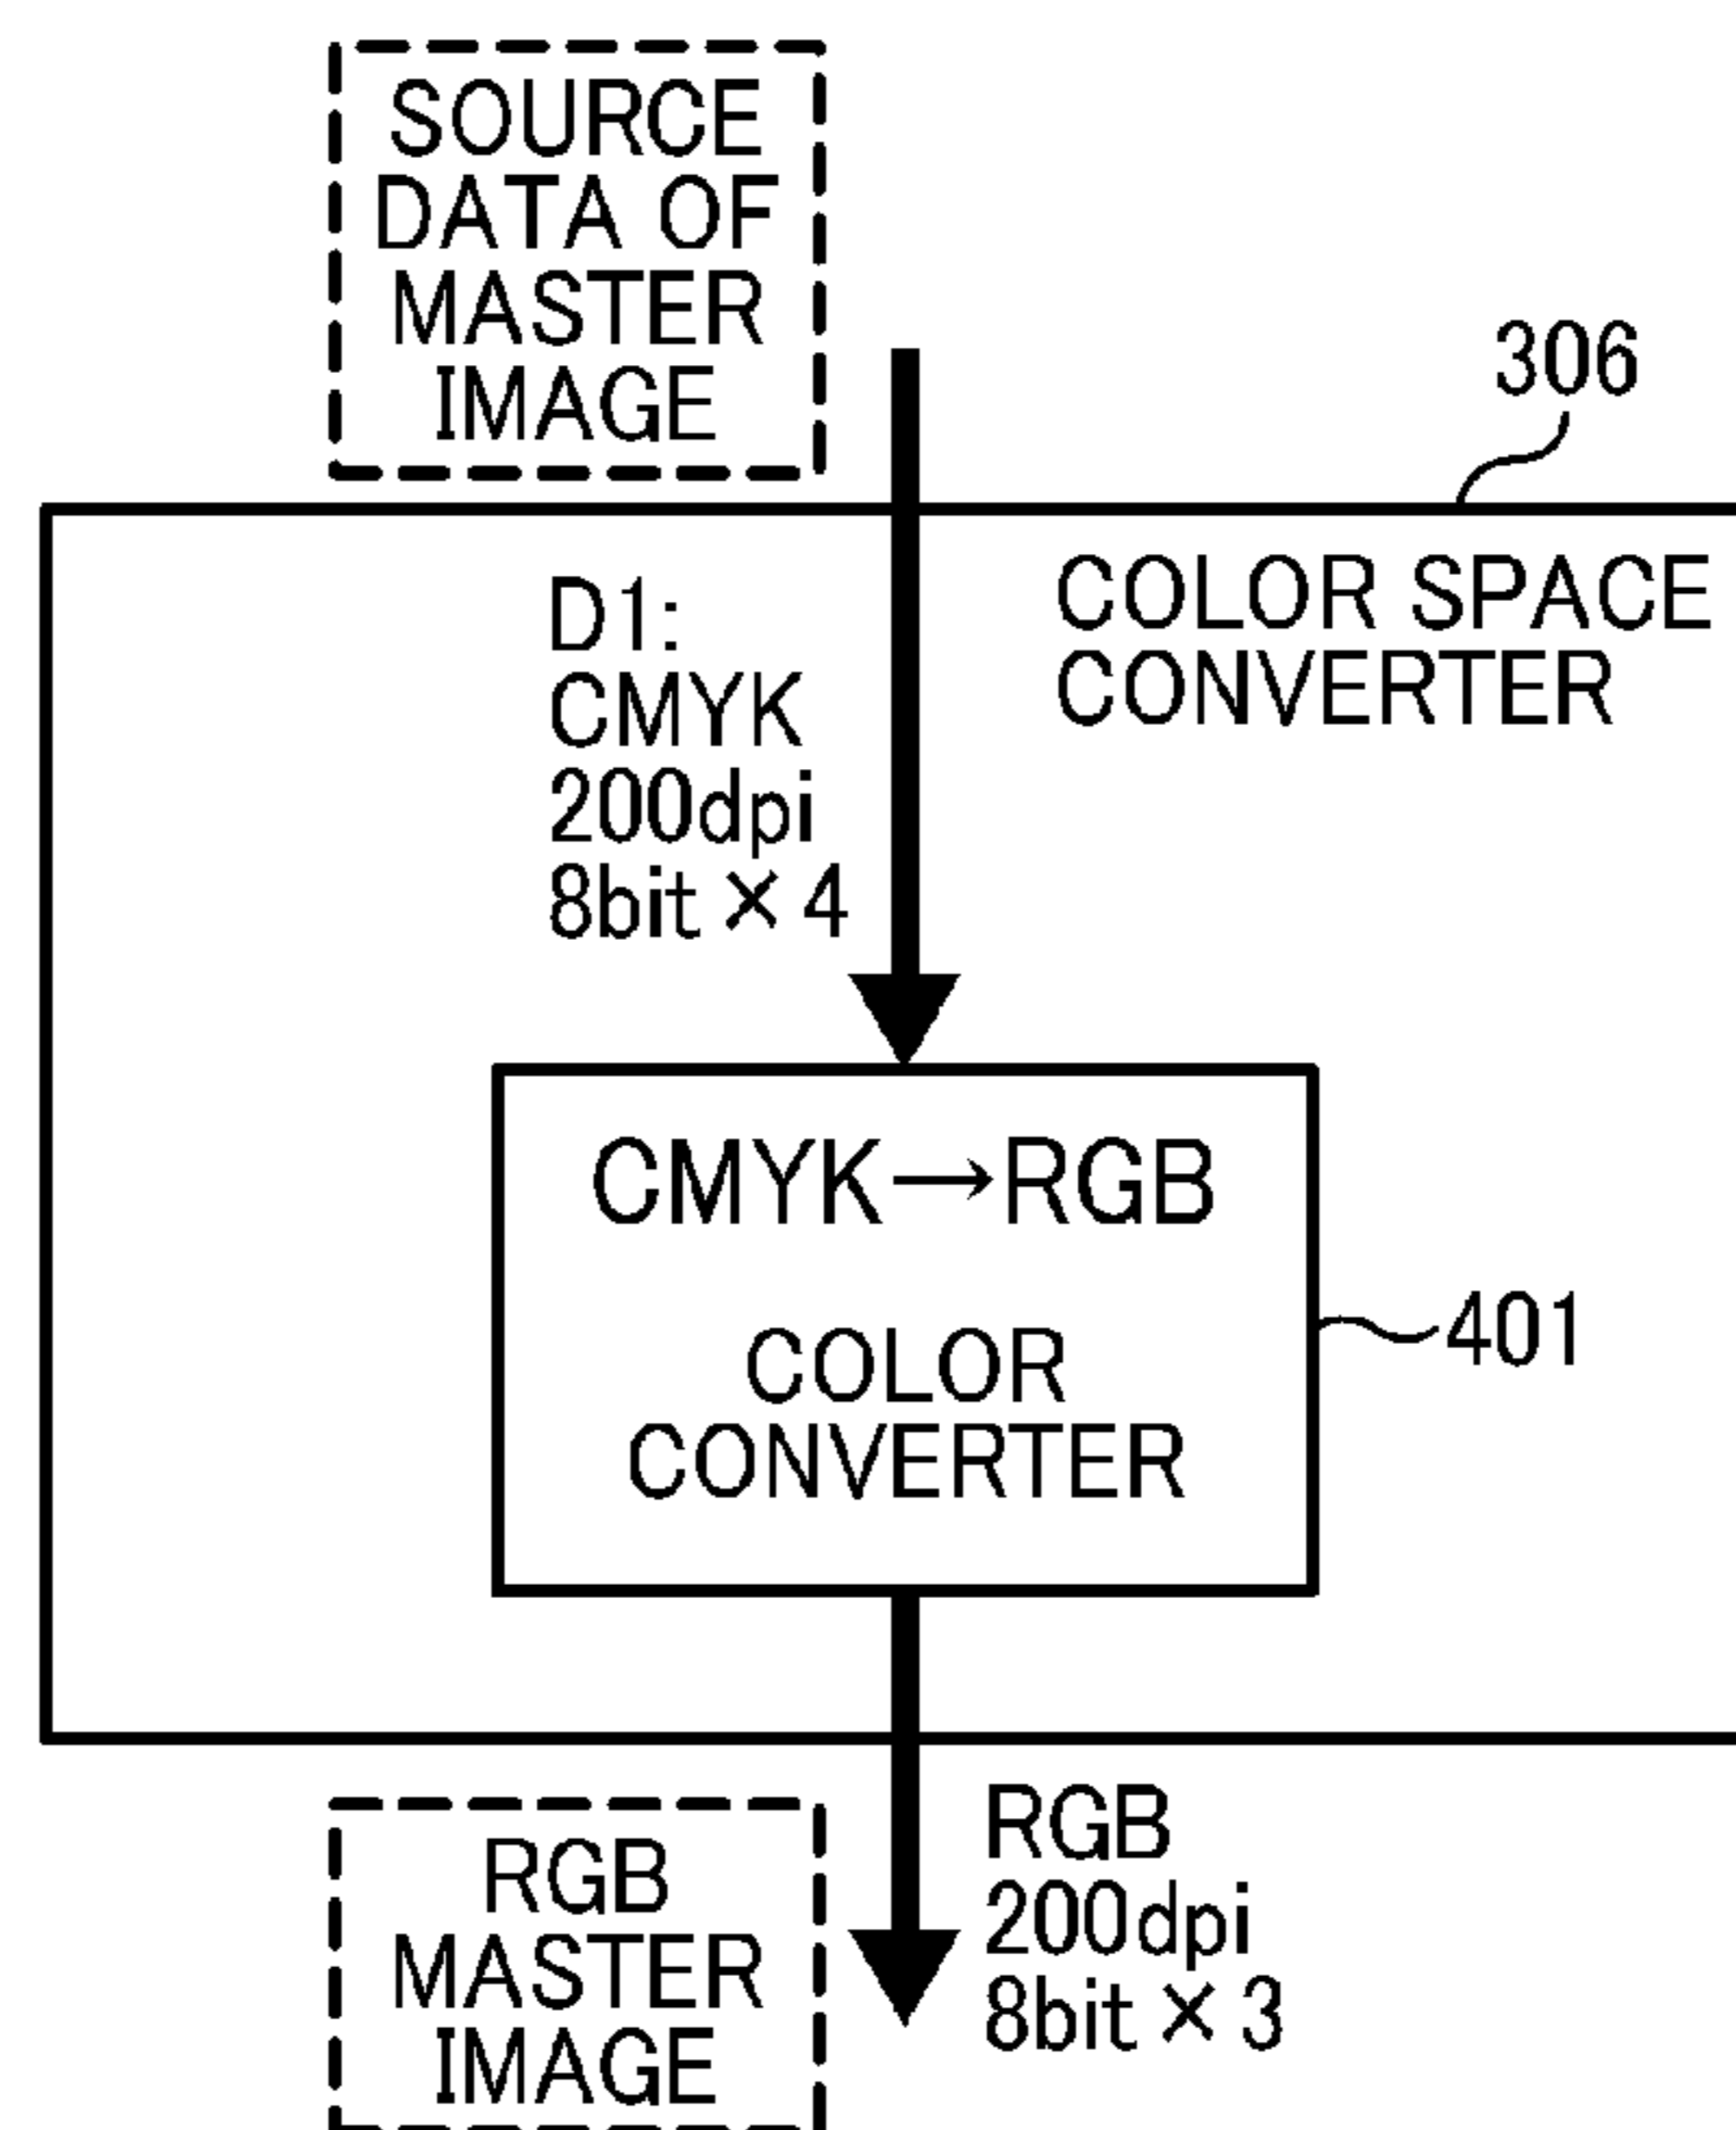 SOURCE
DATA OF
MASTER
IMAGE
306
COLOR SPACE
CONVERTER
D1:
CMYK
200dpi
8bit × 4
CMYK→RGB
COLOR
CONVERTER
401
RGB
MASTER
IMAGE
RGB
200dpi
8bit × 3